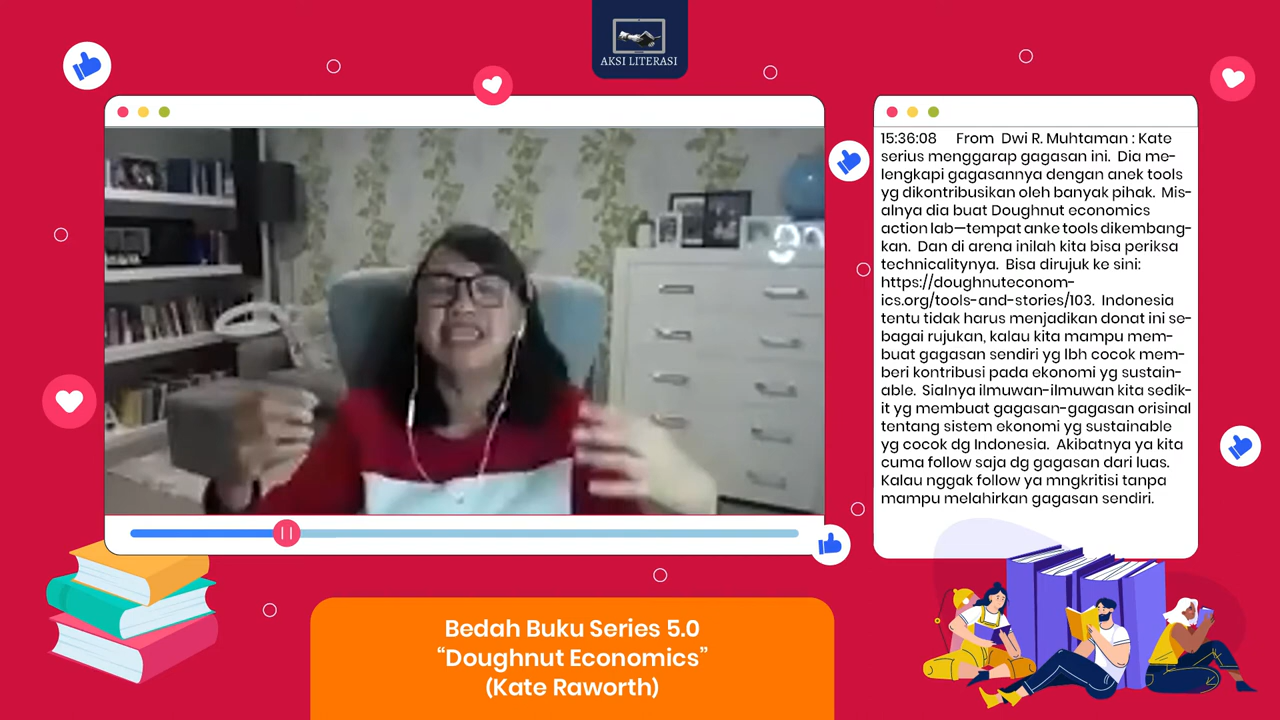 AKSI LITERASI
15:36:08 From Dwi R. Muhtaman : Kate
serius menggarap gagasan ini. Dia me-
lengkapi gagasannya dengan anek tools
yg dikontribusikan oleh banyak pihak. Mis-
alnya dia buat Doughnut economics
action lab—tempat anke tools dikembang-
kan. Dan di arena inilah kita bisa periksa
technicalitynya. Bisa dirujuk ke sini:
https://doughnuteconom-
ics.org/tools-and-stories/103. Indonesia
tentu tidak harus menjadikan donat ini se-
bagai rujukan, kalau kita mampu mem-
buat gagasan sendiri yg lbh cocok mem-
beri kontribusi pada ekonomi yg sustain-
able. Sialnya ilmuwan-ilmuwan kita sedik-
it yg membuat gagasan-gagasan orisinal
tentang sistem ekonomi yg sustainable
yg cocok dg Indonesia. Akibatnya ya kita
cuma follow saja dg gagasan dari luas.
Kalau nggak follow ya mngkritisi tanpa
mampu melahirkan gagasan sendiri.
Bedah Buku Series 5.0
“Doughnut Economics”
(Kate Raworth)